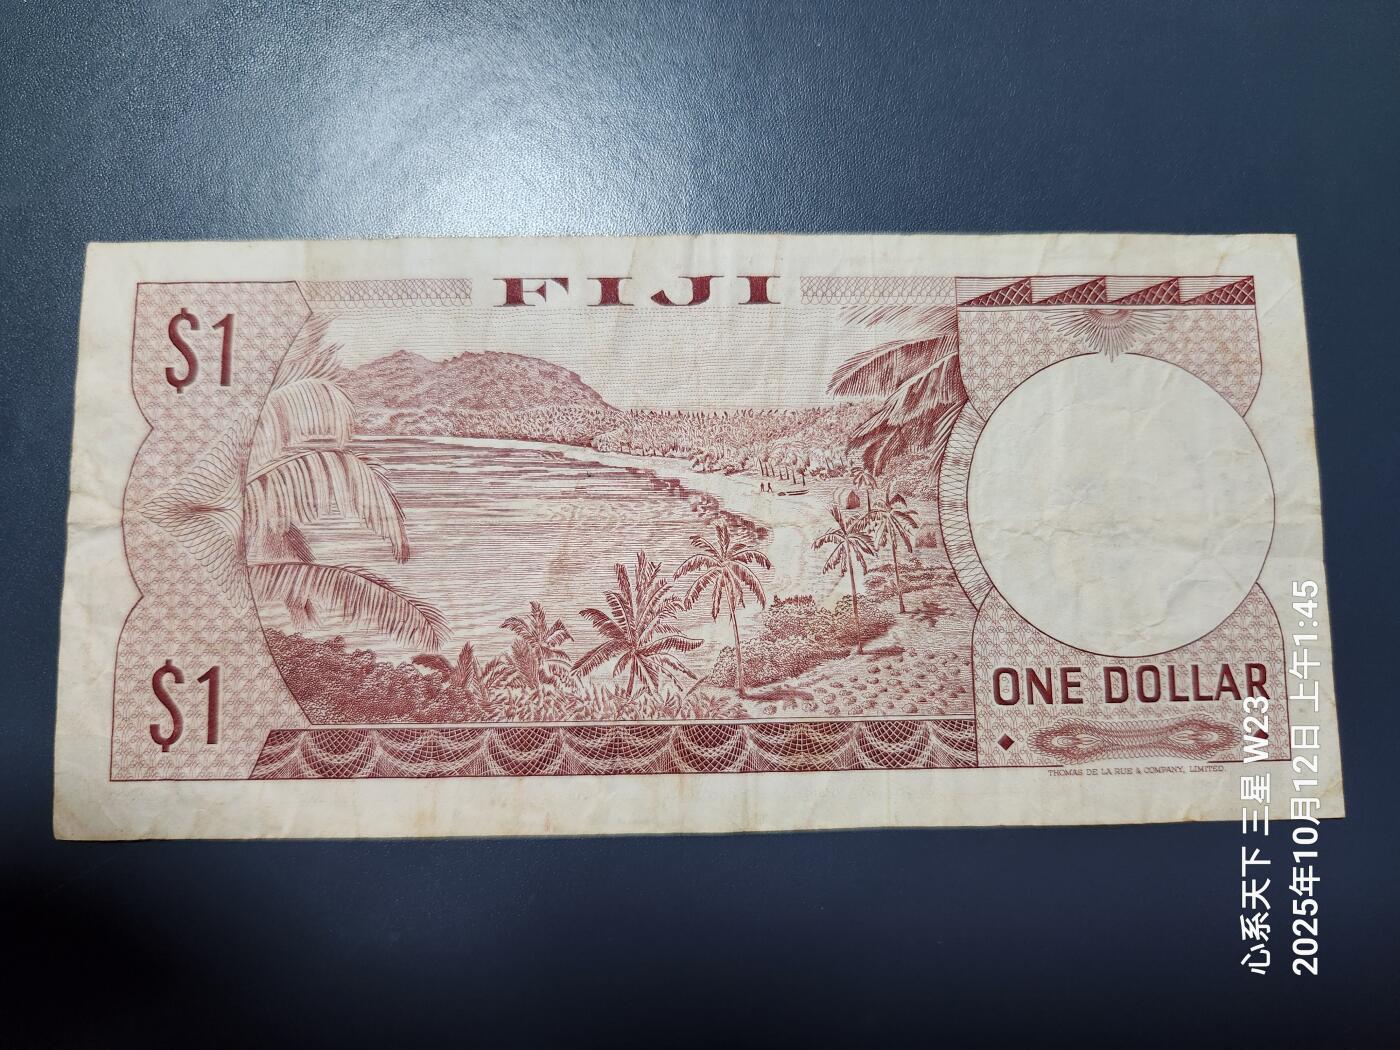 FIJI
$1
$1
ONE DOLLAR
THOMAS DE LA RUE & COMPANY, LIMITED.
心系天下 三星 W23
2025年10月12日 上午1:45